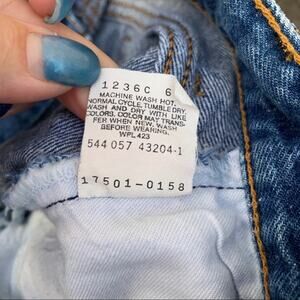 1236C 6
MACHINE WASH HOT,
NORMAL CYCLE, TUMBLE DRY.
WASH AND DRY WITH LIKE
COLORS. COLOR MAY TRANS-
FER WHEN NEW, WASH
BEFORE WEARING.
WPL 423
544 057 43204-1
17501-0158